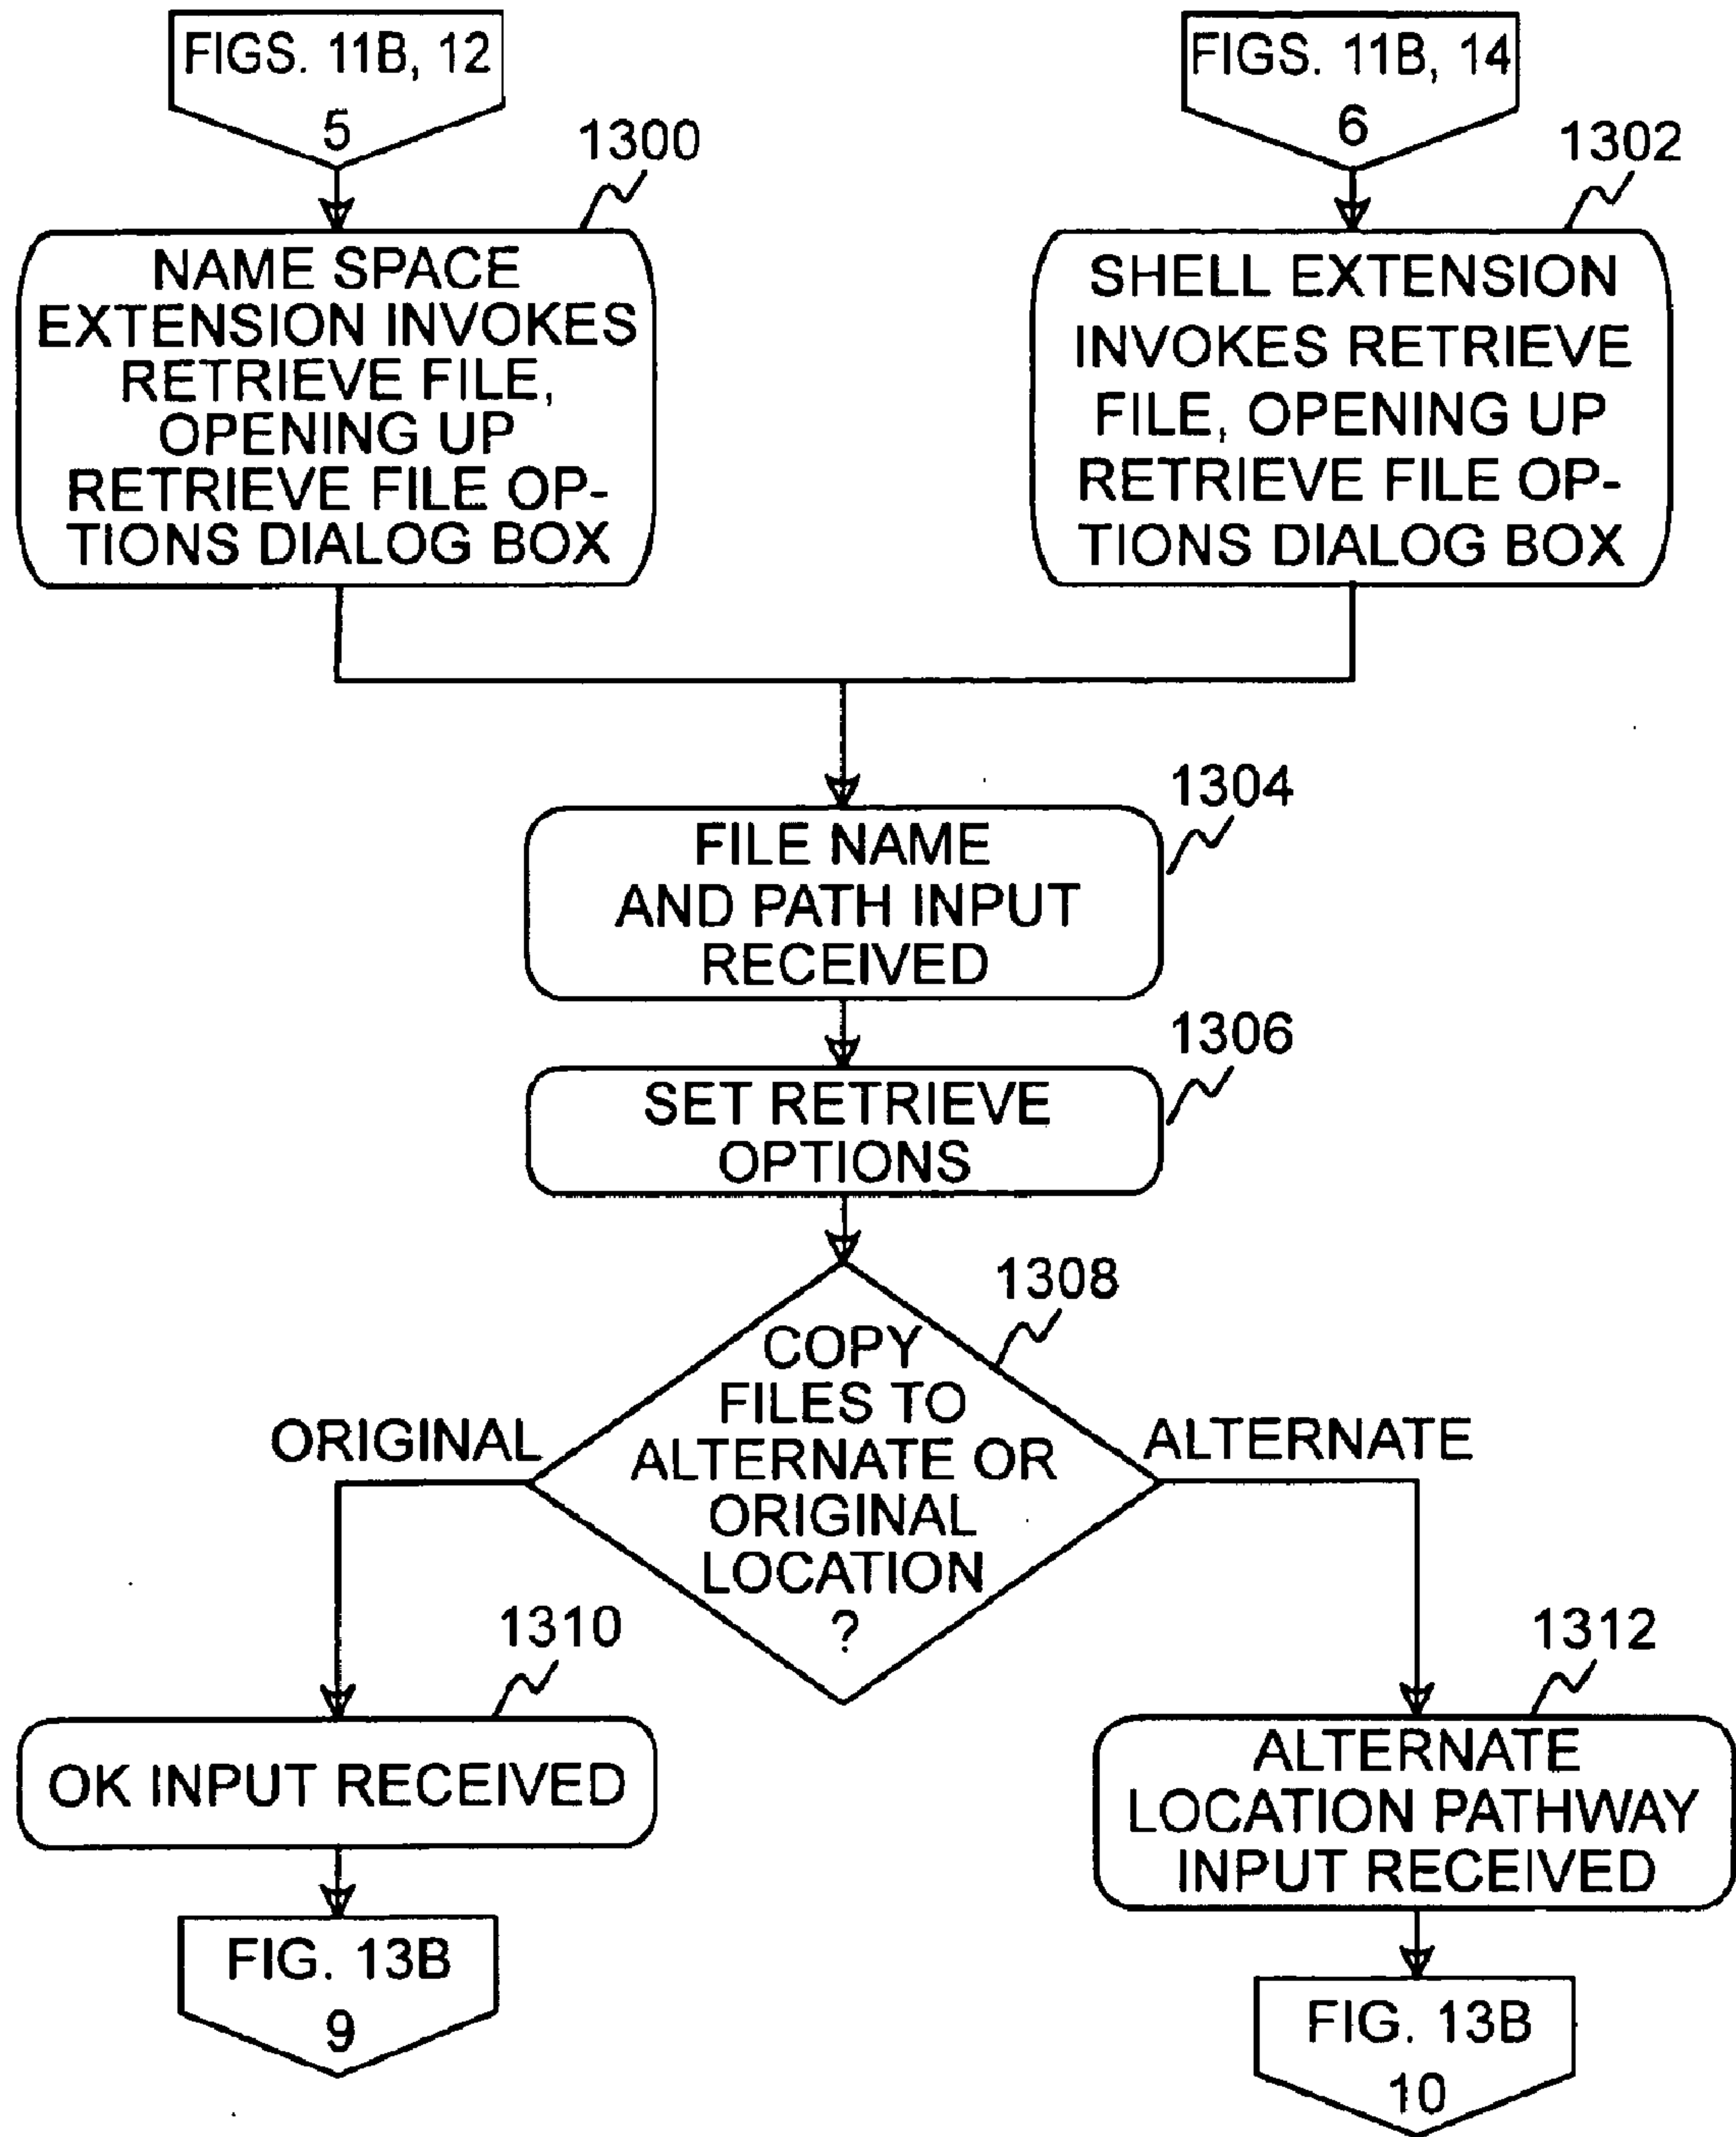 FIGS. 11B, 12
5
1300
NAME SPACE
EXTENSION INVOKES
RETRIEVE FILE,
OPENING UP
RETRIEVE FILE OP-
TIONS DIALOG BOX
FIGS. 11B, 14
6
1302
SHELL EXTENSION
INVOKES RETRIEVE
FILE, OPENING UP
RETRIEVE FILE OP-
TIONS DIALOG BOX
1304
FILE NAME
AND PATH INPUT
RECEIVED
1306
SET RETRIEVE
OPTIONS
1308
COPY
FILES TO
ALTERNATE OR
ORIGINAL
LOCATION
?
ORIGINAL
ALTERNATE
1310
OK INPUT RECEIVED
FIG. 13B
9
1312
ALTERNATE
LOCATION PATHWAY
INPUT RECEIVED
FIG. 13B
10